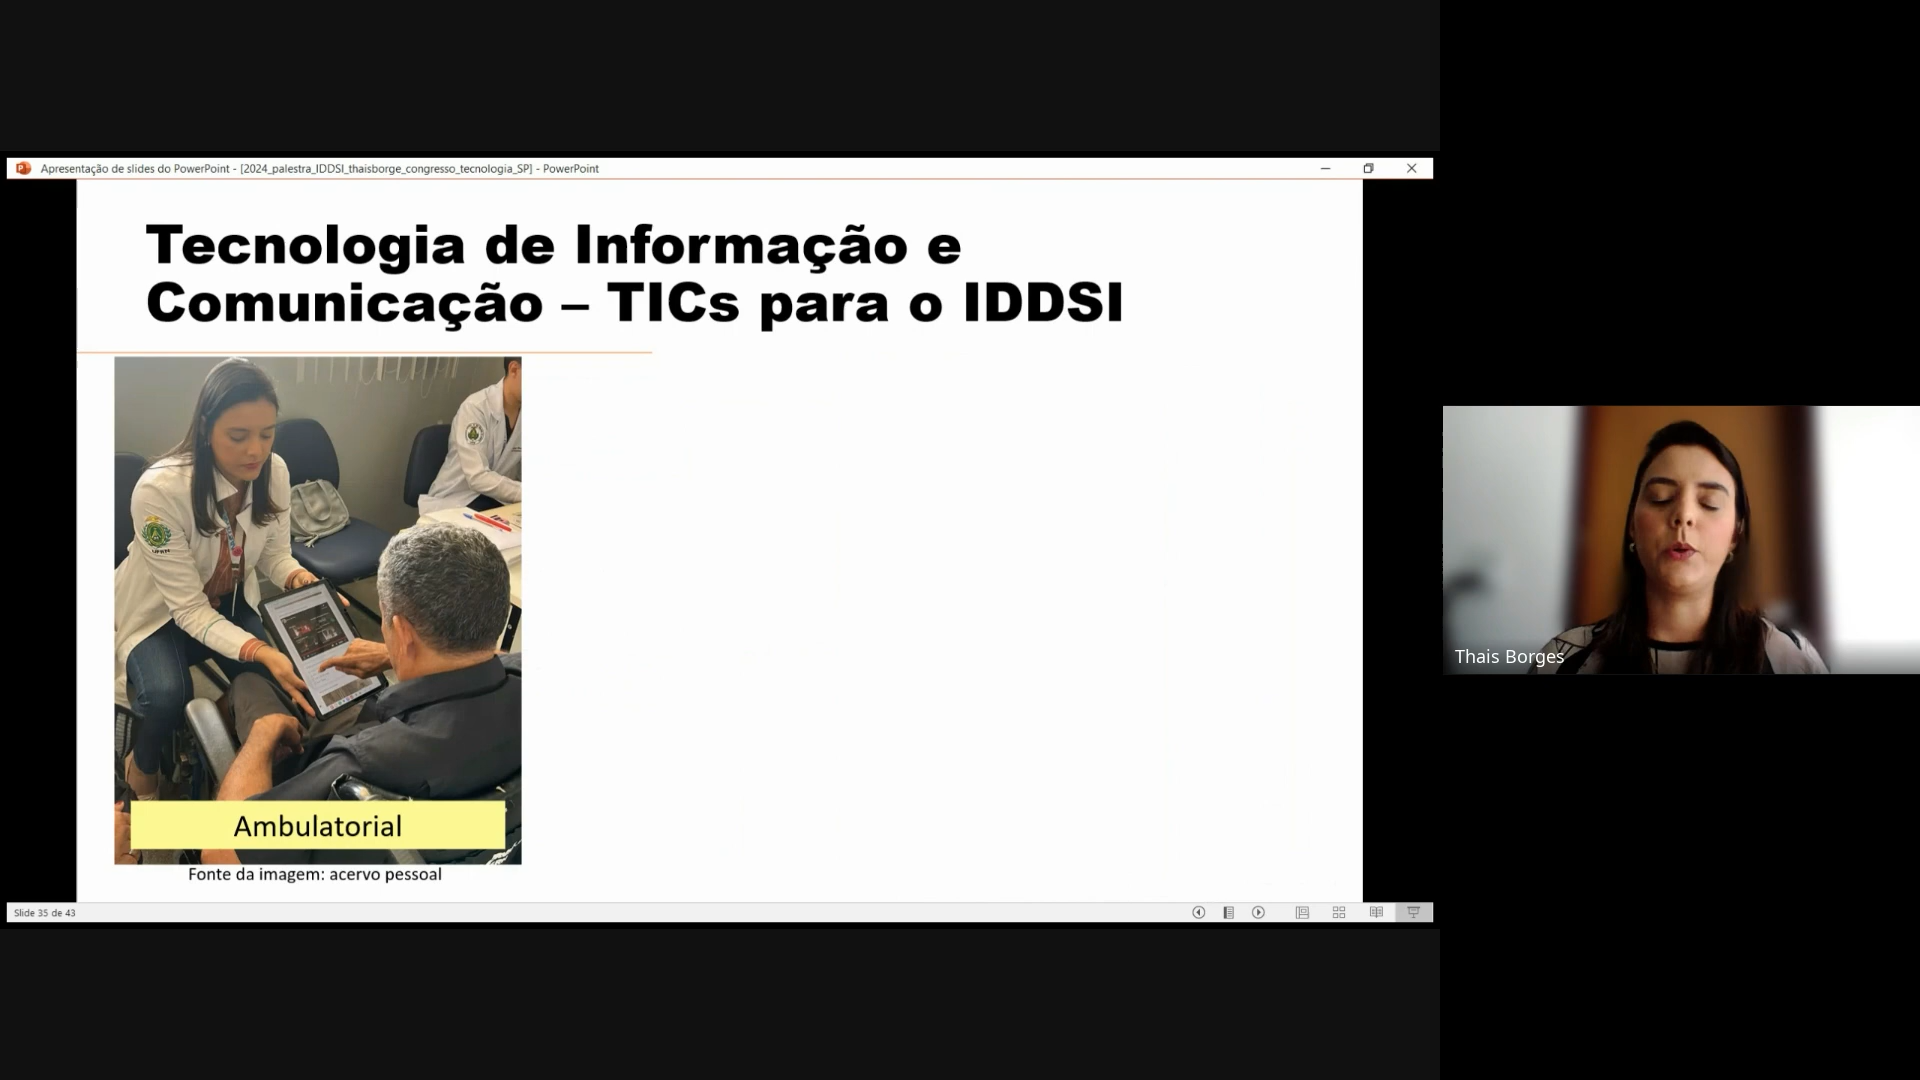 Apresentação de slides do PowerPoint - [2024_palestra_IDDSI_thaisborge_congresso_tecnologia_SP] - PowerPoint
Tecnologia de Informação e
Comunicação – TICs para o IDDSI
Ambulatorial
Fonte da imagem: acervo pessoal
Slide 35 de 43
Thais Borges